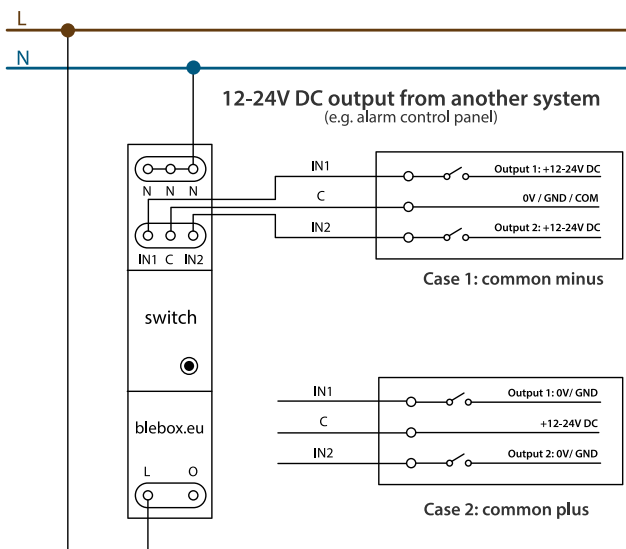 L
N
12-24V DC output from another system
(e.g. alarm control panel)
N N N
IN1 C IN2
switch
blebox.eu
L O
IN1
C
IN2
Output 1: +12-24V DC
0V / GND / COM
Output 2: +12-24V DC
Case 1: common minus
IN1
C
IN2
Output 1: 0V/ GND
+12-24V DC
Output 2: 0V/ GND
Case 2: common plus